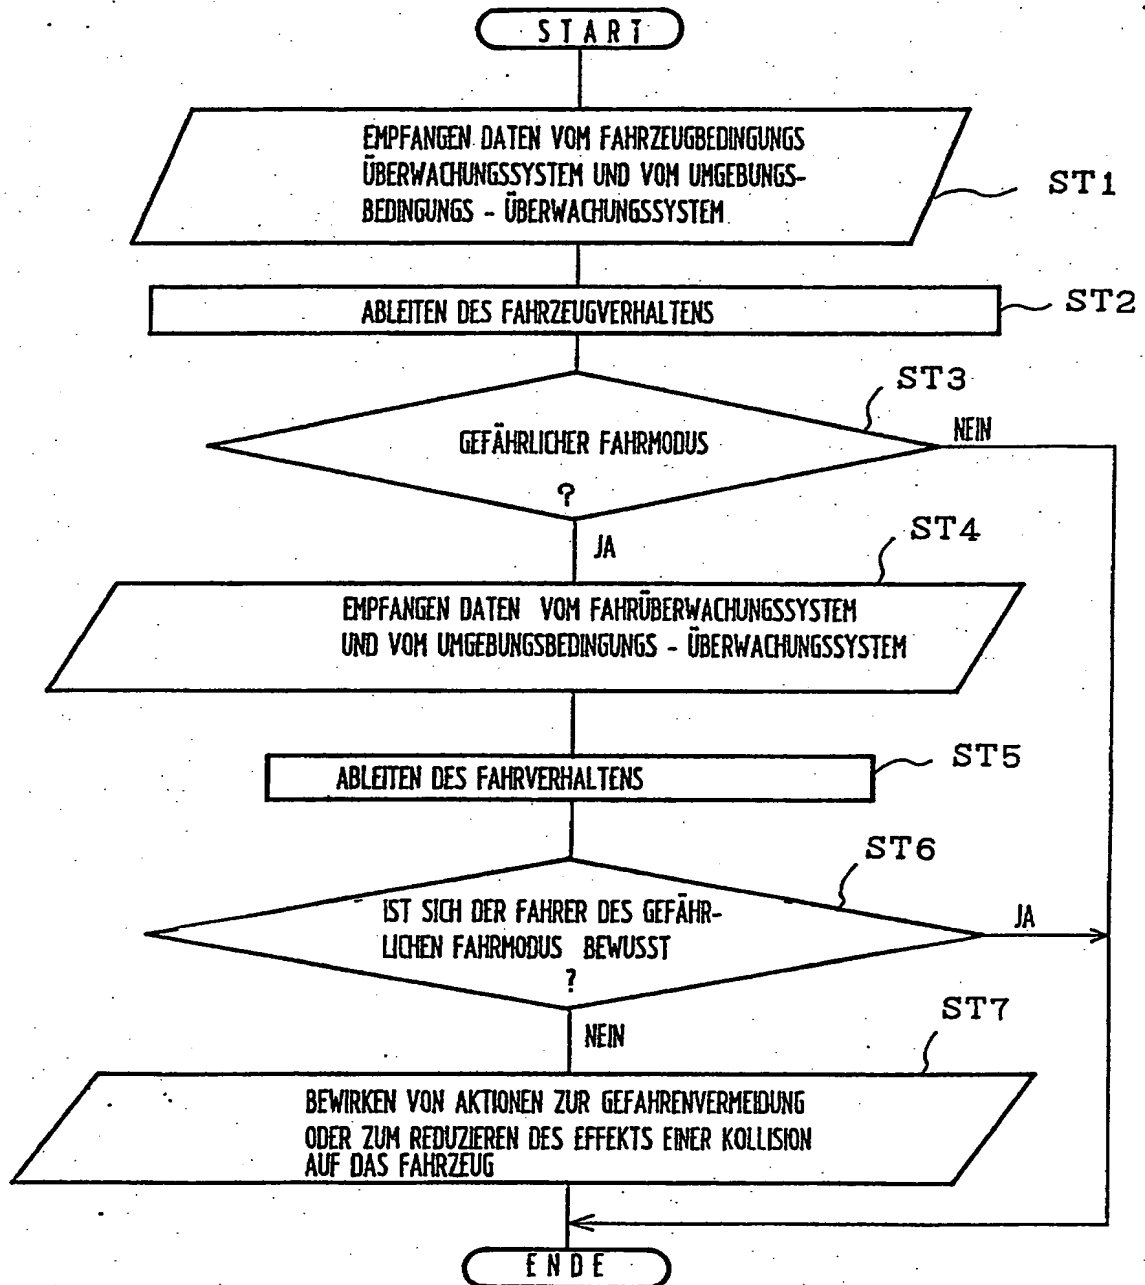 START
EMPFANGEN DATEN VOM FAHRZEUGBEDINGUNGS
ÜBERWACHUNGSSYSTEM UND VOM UMGEBUNGS-
BEDINGUNGS - ÜBERWACHUNGSSYSTEM
ST1
ABLEITEN DES FAHRZEUGVERHALTENS
ST2
ST3
GEFÄHRLICHER FAHRMODUS
?
NEIN
JA
ST4
EMPFANGEN DATEN VOM FAHRÜBERWACHUNGSSYSTEM
UND VOM UMGEBUNGSBEDINGUNGS - ÜBERWACHUNGSSYSTEM
ABLEITEN DES FAHRVERHALTENS
ST5
ST6
IST SICH DER FAHRER DES GEFÄHR-
LICHEN FAHRMODUS BEWUSST
?
JA
NEIN
ST7
BEWIRKEN VON AKTIONEN ZUR GEFAHRENVERMEIDUNG
ODER ZUM REDUZIEREN DES EFFEKTS EINER KOLLISION
AUF DAS FAHRZEUG
ENDE